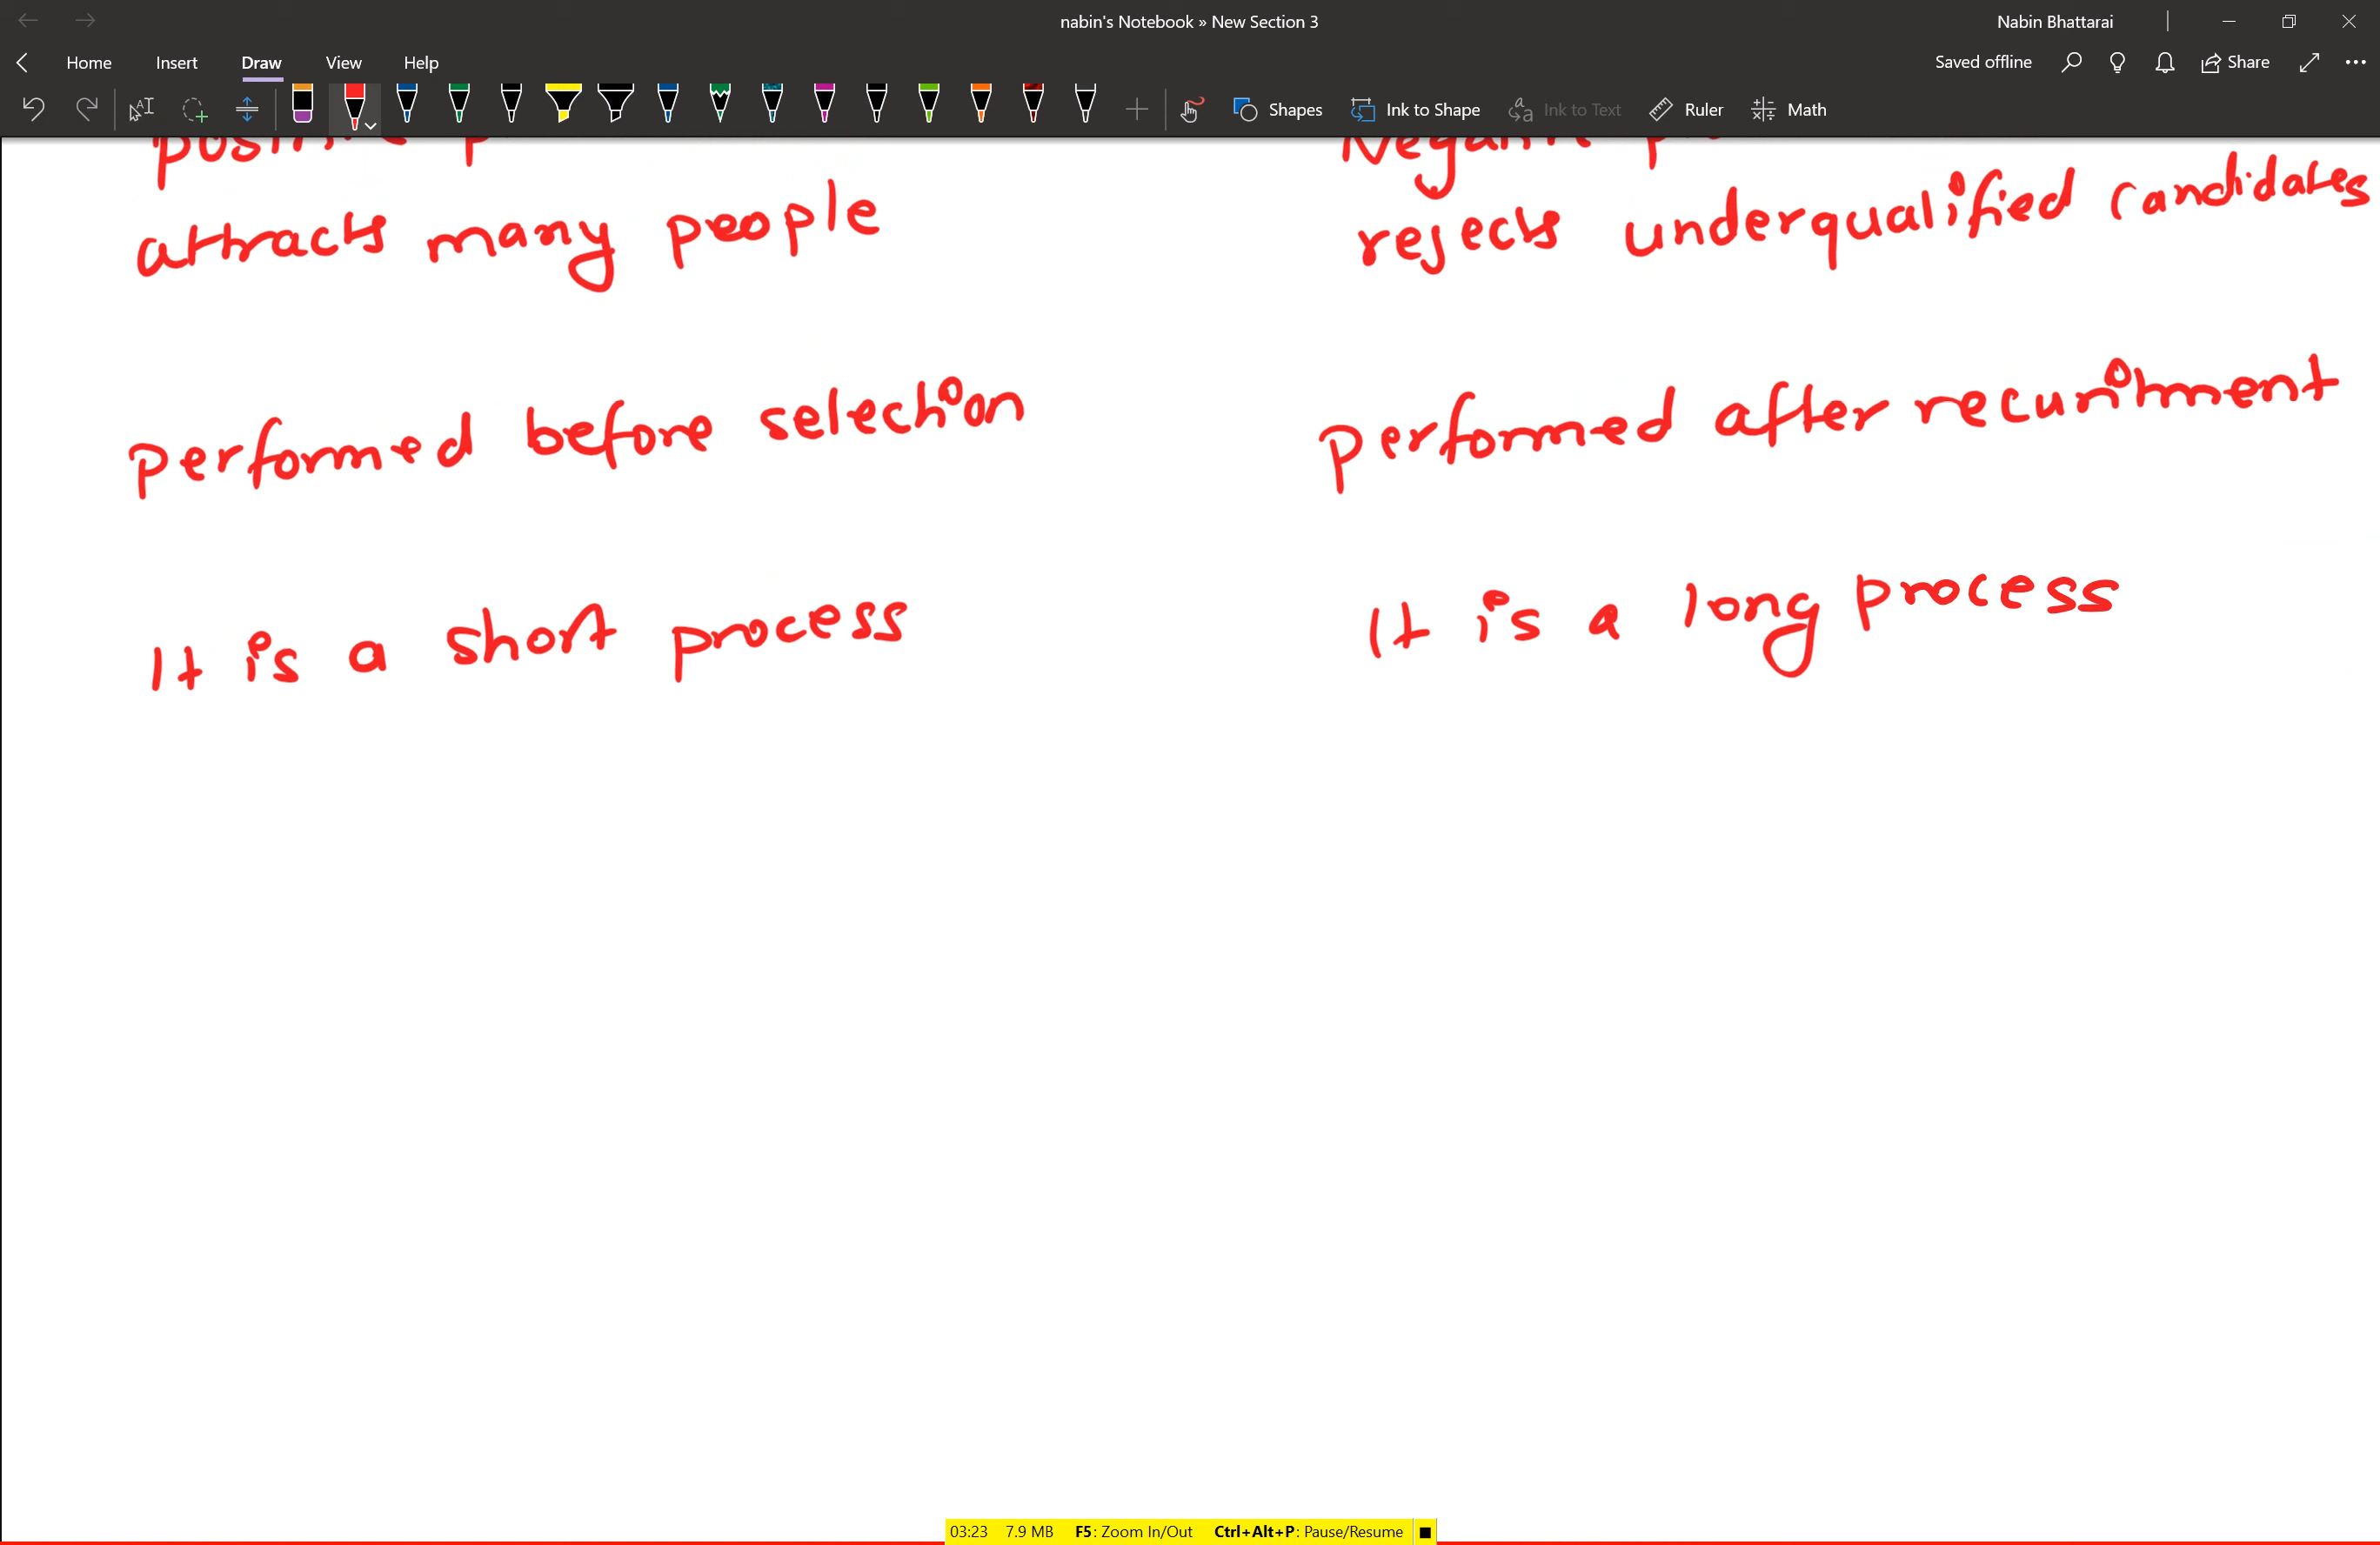 nabin's Notebook » New Section 3
Nabin Bhattarai
Home Insert Draw View Help
Saved offline
Share
Shapes
Ink to Shape
Ink to Text
Ruler
Math
attracts many people
rejects underqualified candidates
performed before selection
performed after recuritment
It is a short process
It is a long process
03:23 7.9 MB F5: Zoom In/Out Ctrl+Alt+P: Pause/Resume